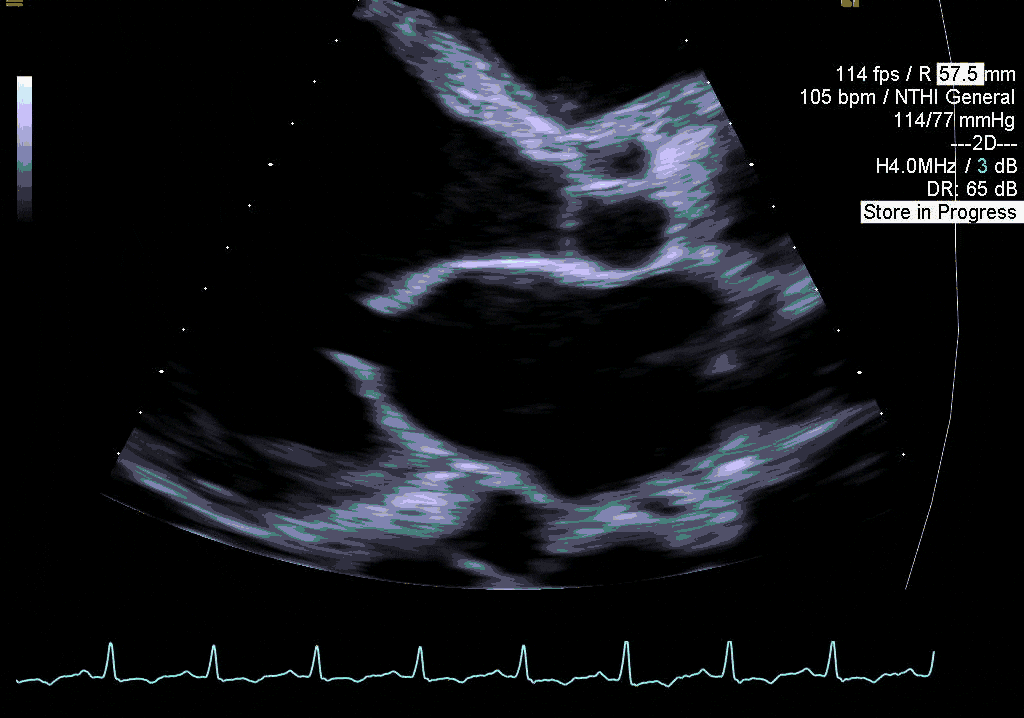 114 fps / R 57.5 mm
105 bpm / NTHI General
114/77 mmHg
---2D---
H4.0MHz / 3 dB
DR: 65 dB
Store in Progress